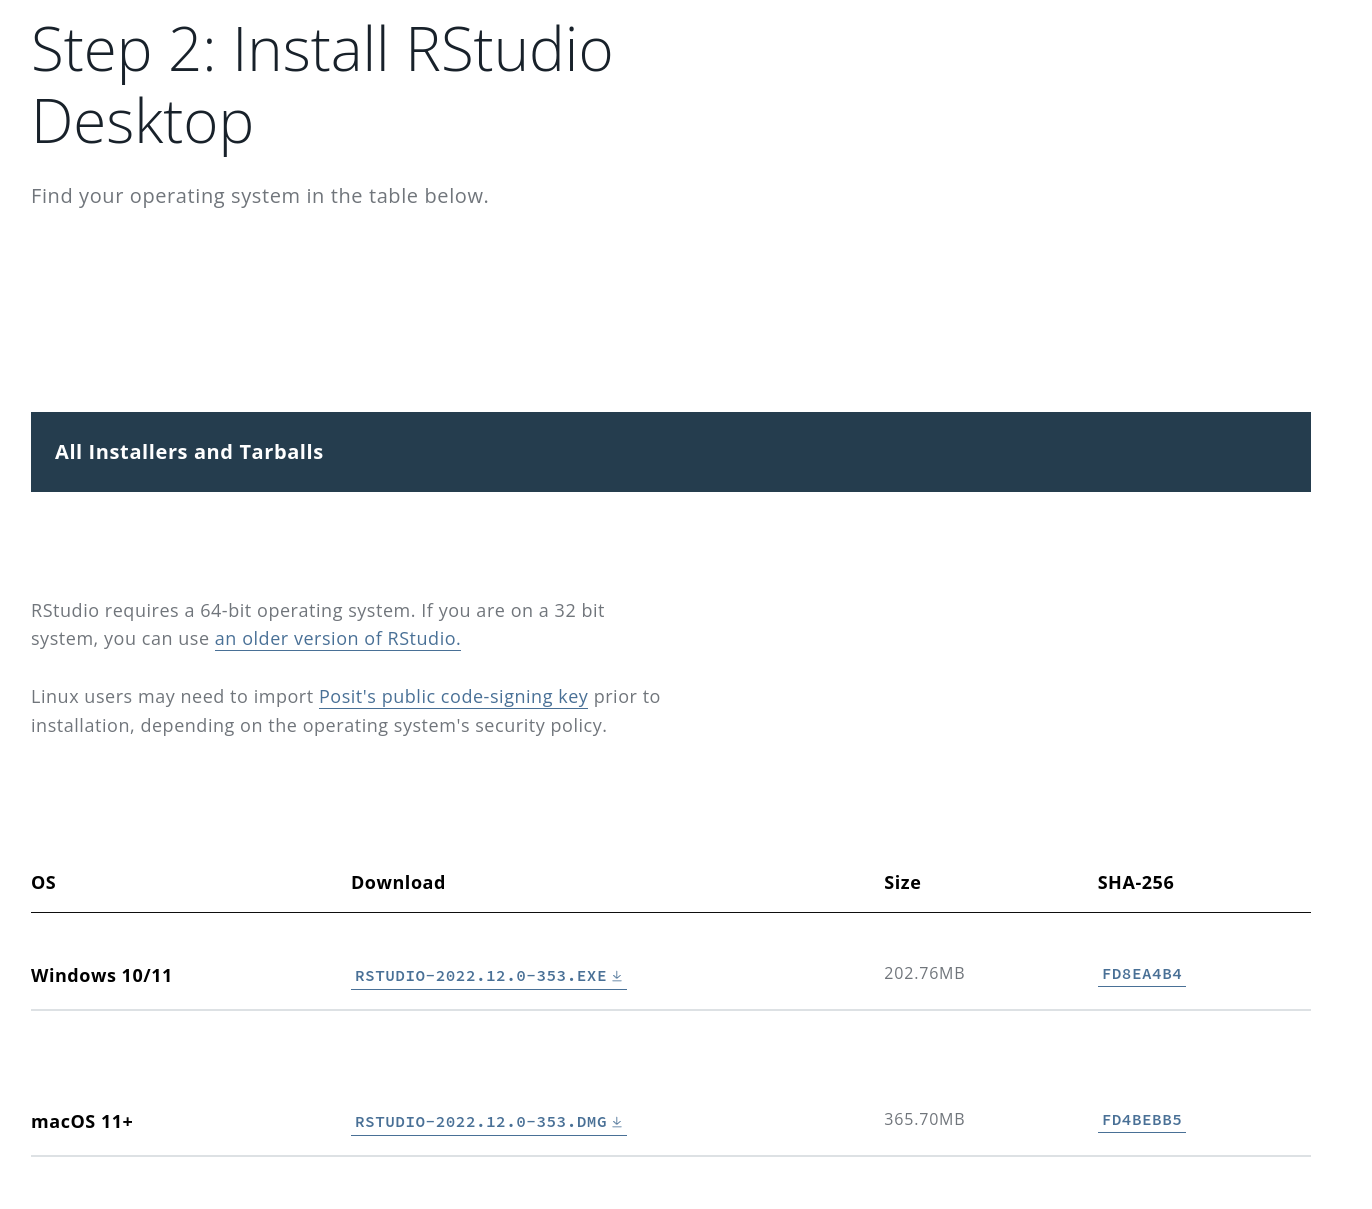 Step 2: Install RStudio
Desktop
Find your operating system in the table below.
All Installers and Tarballs
RStudio requires a 64-bit operating system. If you are on a 32 bit
system, you can use an older version of RStudio.
Linux users may need to import Posit's public code-signing key prior to
installation, depending on the operating system's security policy.
OS Download Size SHA-256
Windows 10/11 RSTUDIO-2022.12.0-353.EXE 202.76MB FD8EA4B4
macOS 11+ RSTUDIO-2022.12.0-353.DMG 365.70MB FD4BEBB5